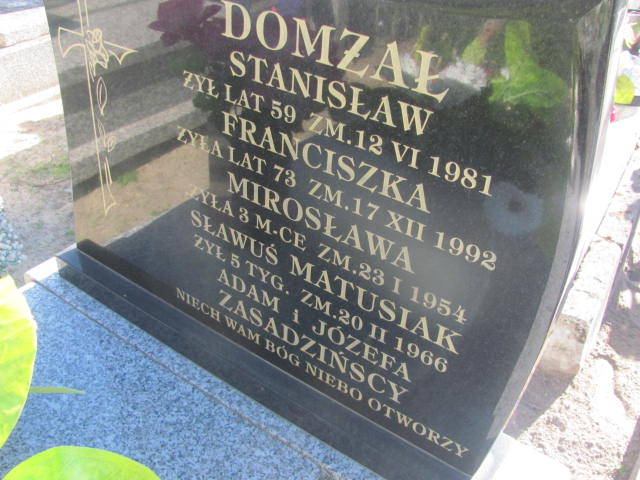 DOMŻAŁ
STANISŁAW
ŻYŁ LAT 59 ZM.12 VI 1981
FRANCISZKA
ŻYŁA LAT 73 ZM.17 XII 1992
MIROSŁAWA
ŻYŁA 3 M-CE ZM.23 I 1954
SŁAWUŚ MATUSIAK
ŻYŁ 5 TYG. ZM.20 II 1966
ADAM i JÓZEFA
ZASADZIŃSCY
NIECH WAM BÓG NIEBO OTWORZY